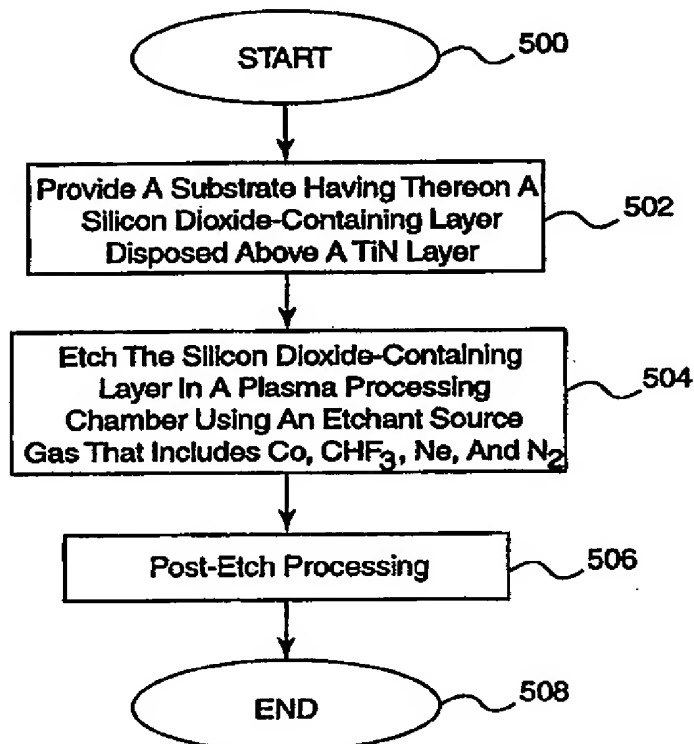 START
500
Provide A Substrate Having Thereon A
Silicon Dioxide-Containing Layer
Disposed Above A TiN Layer
502
Etch The Silicon Dioxide-Containing
Layer In A Plasma Processing
Chamber Using An Etchant Source
Gas That Includes Co, CHF3, Ne, And N2
504
Post-Etch Processing
506
END
508